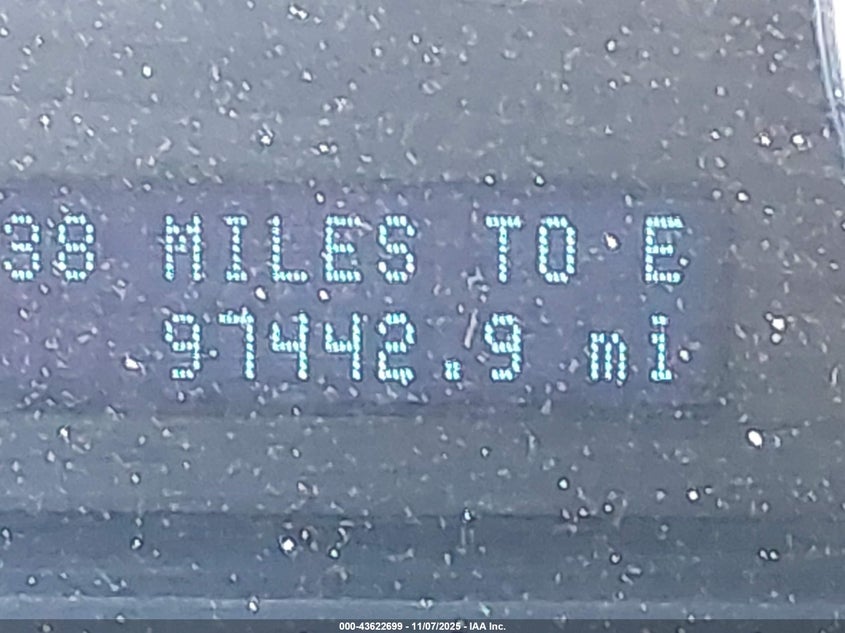 98 MILES TO E
97442.9 mi
000-43622699 - 11/07/2025 - IAA Inc.